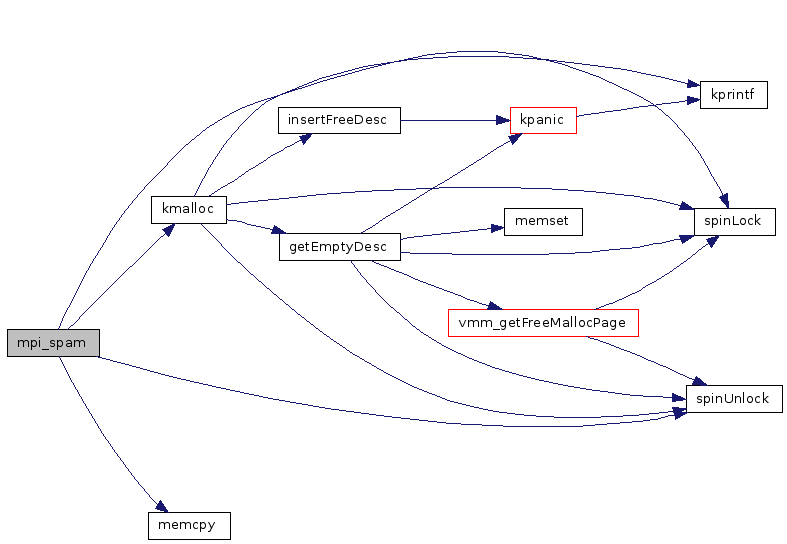 kprintf
insertFreeDesc
kpanic
kmalloc
memset
spinLock
getEmptyDesc
vmm_getFreeMallocPage
mpi_spam
spinUnlock
memcpy